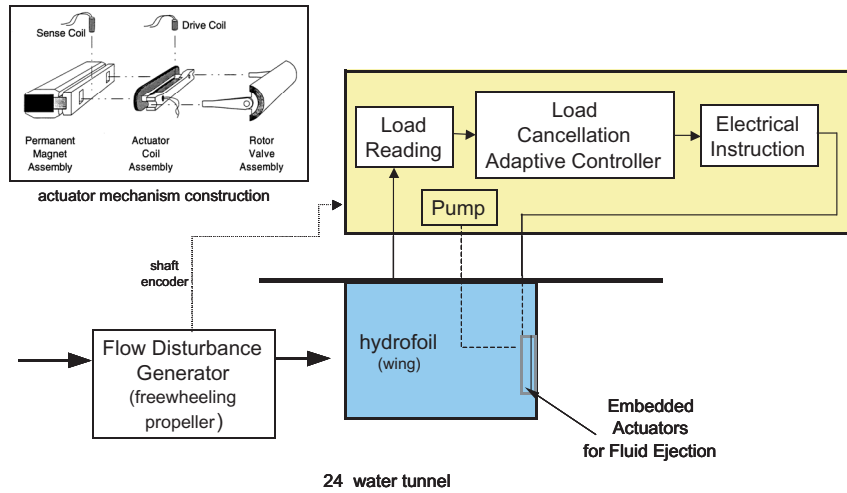 Sense Coil
Drive Coil
Permanent
Magnet
Assembly
Actuator
Coil
Assembly
Rotor
Valve
Assembly
actuator mechanism construction
Load
Reading
Load
Cancellation
Adaptive Controller
Electrical
Instruction
Pump
shaft
encoder
Flow Disturbance
Generator
(freewheeling
propeller)
hydrofoil
(wing)
Embedded
Actuators
for Fluid Ejection
24 water tunnel